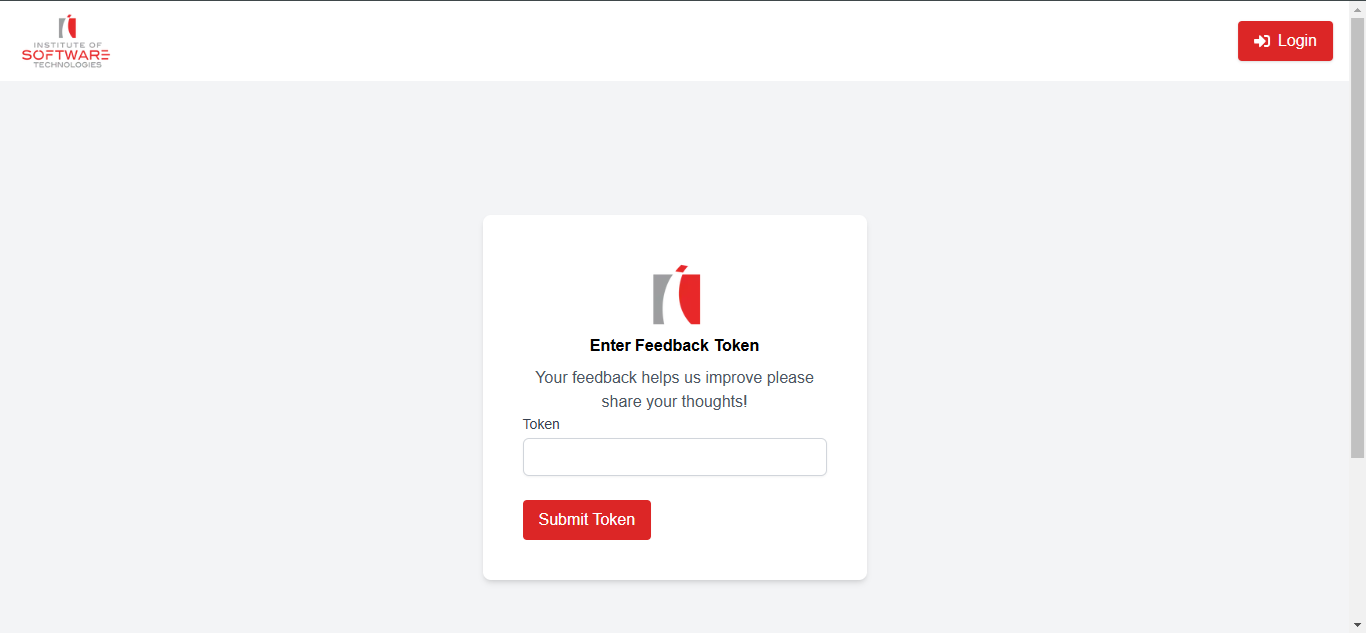 INSTITUTE OF
SOFTWARE
TECHNOLOGIES
Login
Enter Feedback Token
Your feedback helps us improve please
share your thoughts!
Token
Submit Token